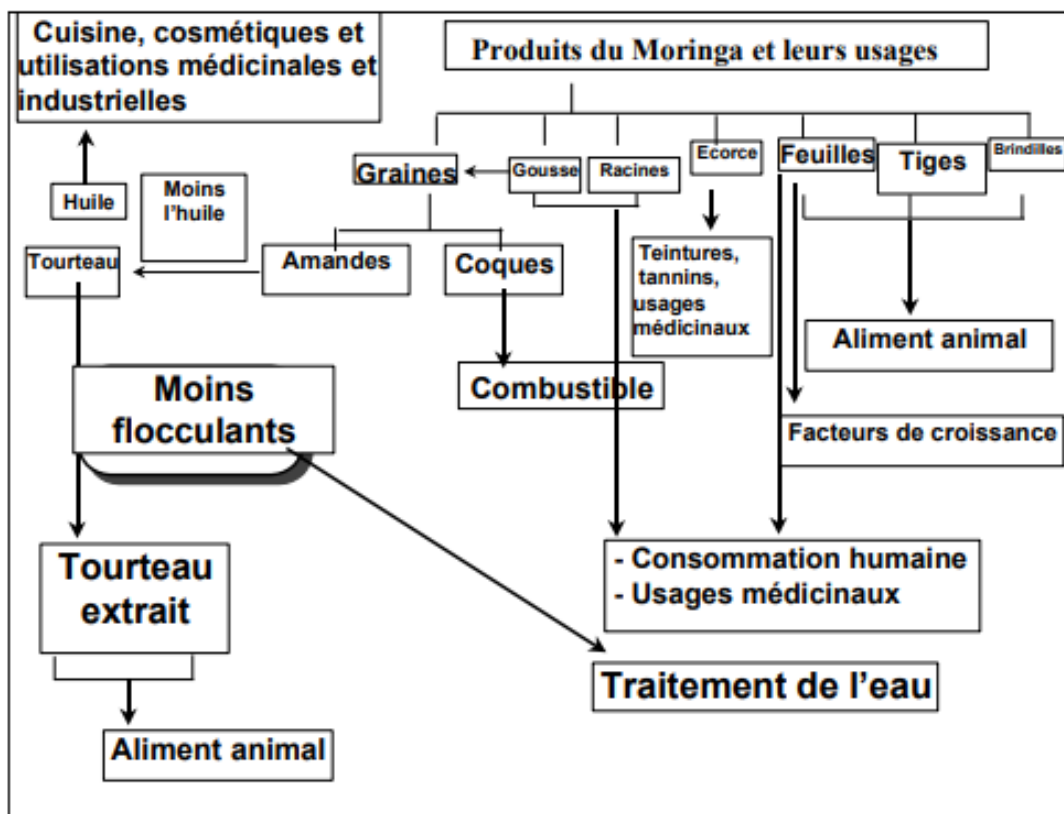 Cuisine, cosmétiques et
utilisations médicinales et
industrielles
Produits du Moringa et leurs usages
Graines
Gousse
Racines
Ecorce
Feuilles
Tiges
Brindilles
Huile
Moins
l’huile
Tourteau
Amandes
Coques
Teintures,
tannins,
usages
médicinaux
Aliment animal
Combustible
Moins
flocculants
Facteurs de croissance
Tourteau
extrait
- Consommation humaine
- Usages médicinaux
Traitement de l’eau
Aliment animal